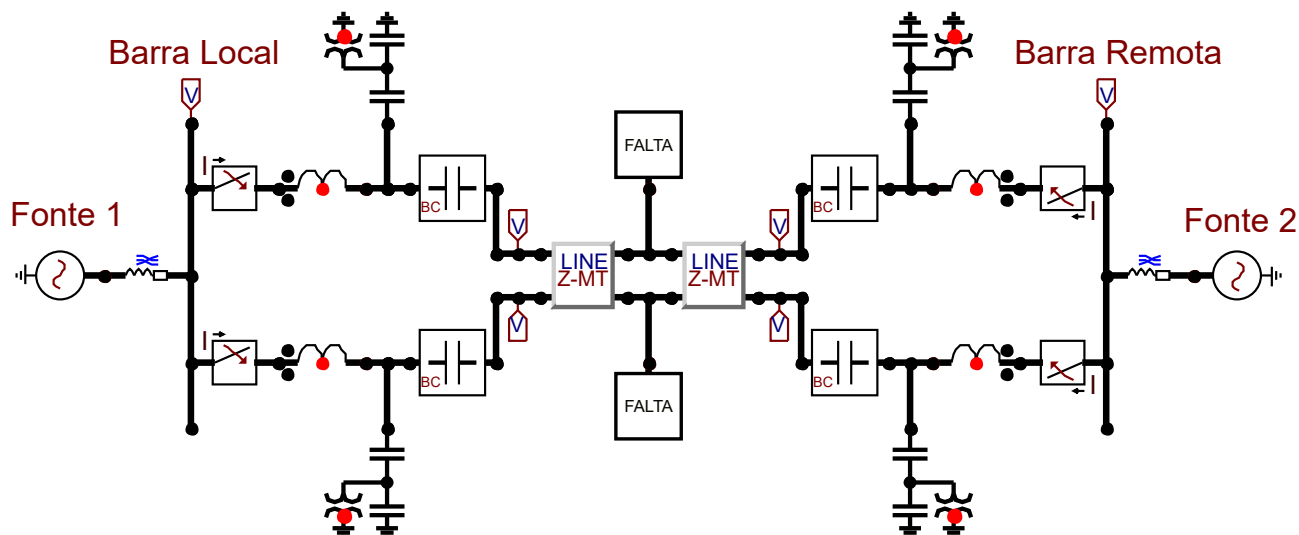 Barra Local
Barra Remota
V
V
FALTA
I
I
BC
BC
Fonte 1
Fonte 2
V
V
LINE
Z-MT
LINE
Z-MT
V
V
I
I
BC
BC
FALTA